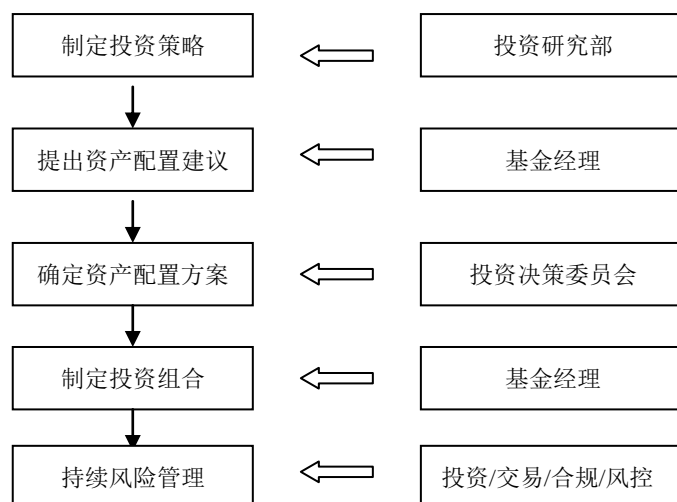 制定投资策略
投资研究部
提出资产配置建议
基金经理
确定资产配置方案
投资决策委员会
制定投资组合
基金经理
持续风险管理
投资/交易/合规/风控